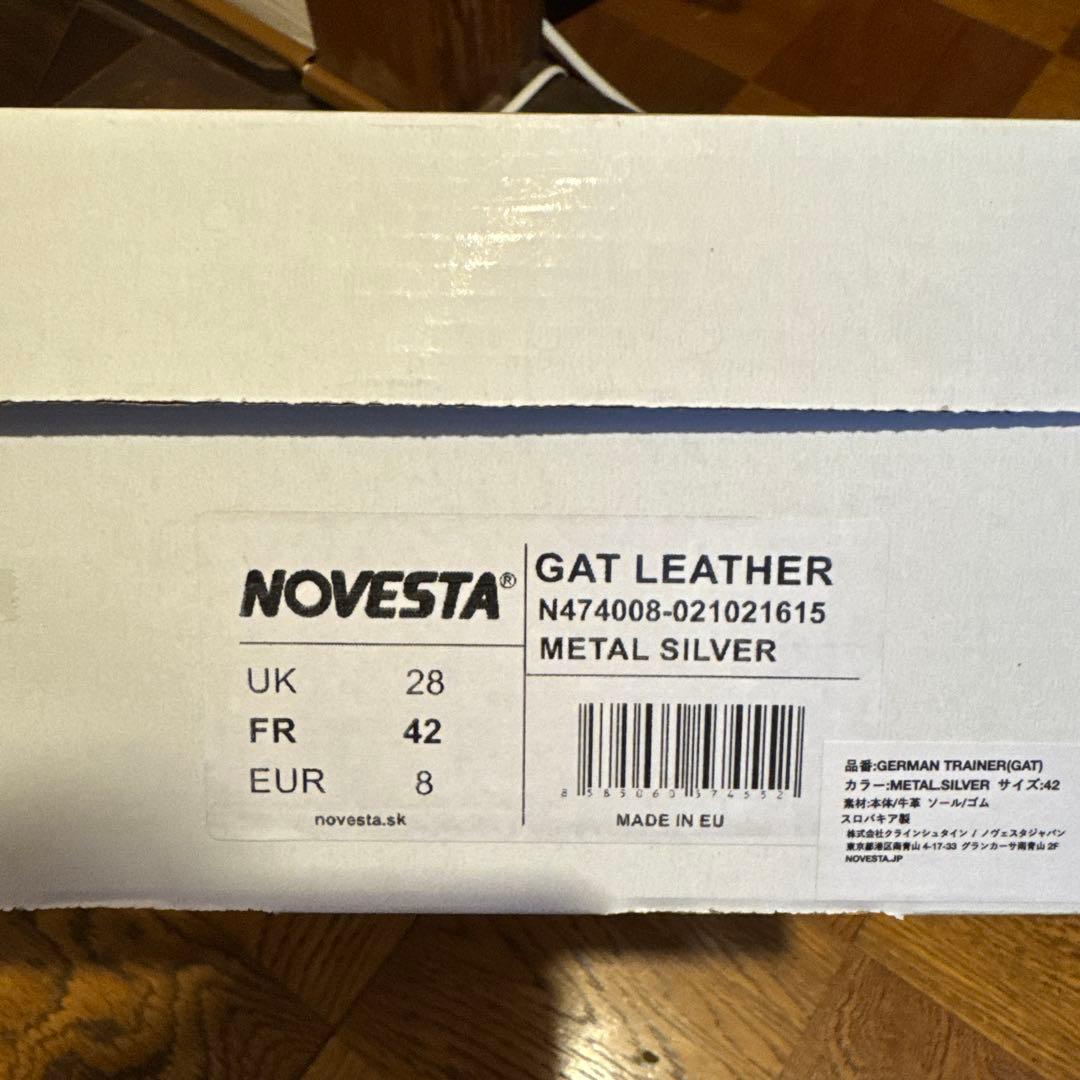 NOVESTA®
UK 28
FR 42
EUR 8
novesta.sk
GAT LEATHER
N474008-021021615
METAL SILVER
8 585060 574552
MADE IN EU
品番:GERMAN TRAINER(GAT)
カラー:METAL.SILVER サイズ:42
素材:本体/牛革 ソール/ゴム
スロバキア製
株式会社クラインシュタイン / ノヴェスタジャパン
東京都港区南青山 4-17-33 グランカーサ南青山 2F
NOVESTA.JP